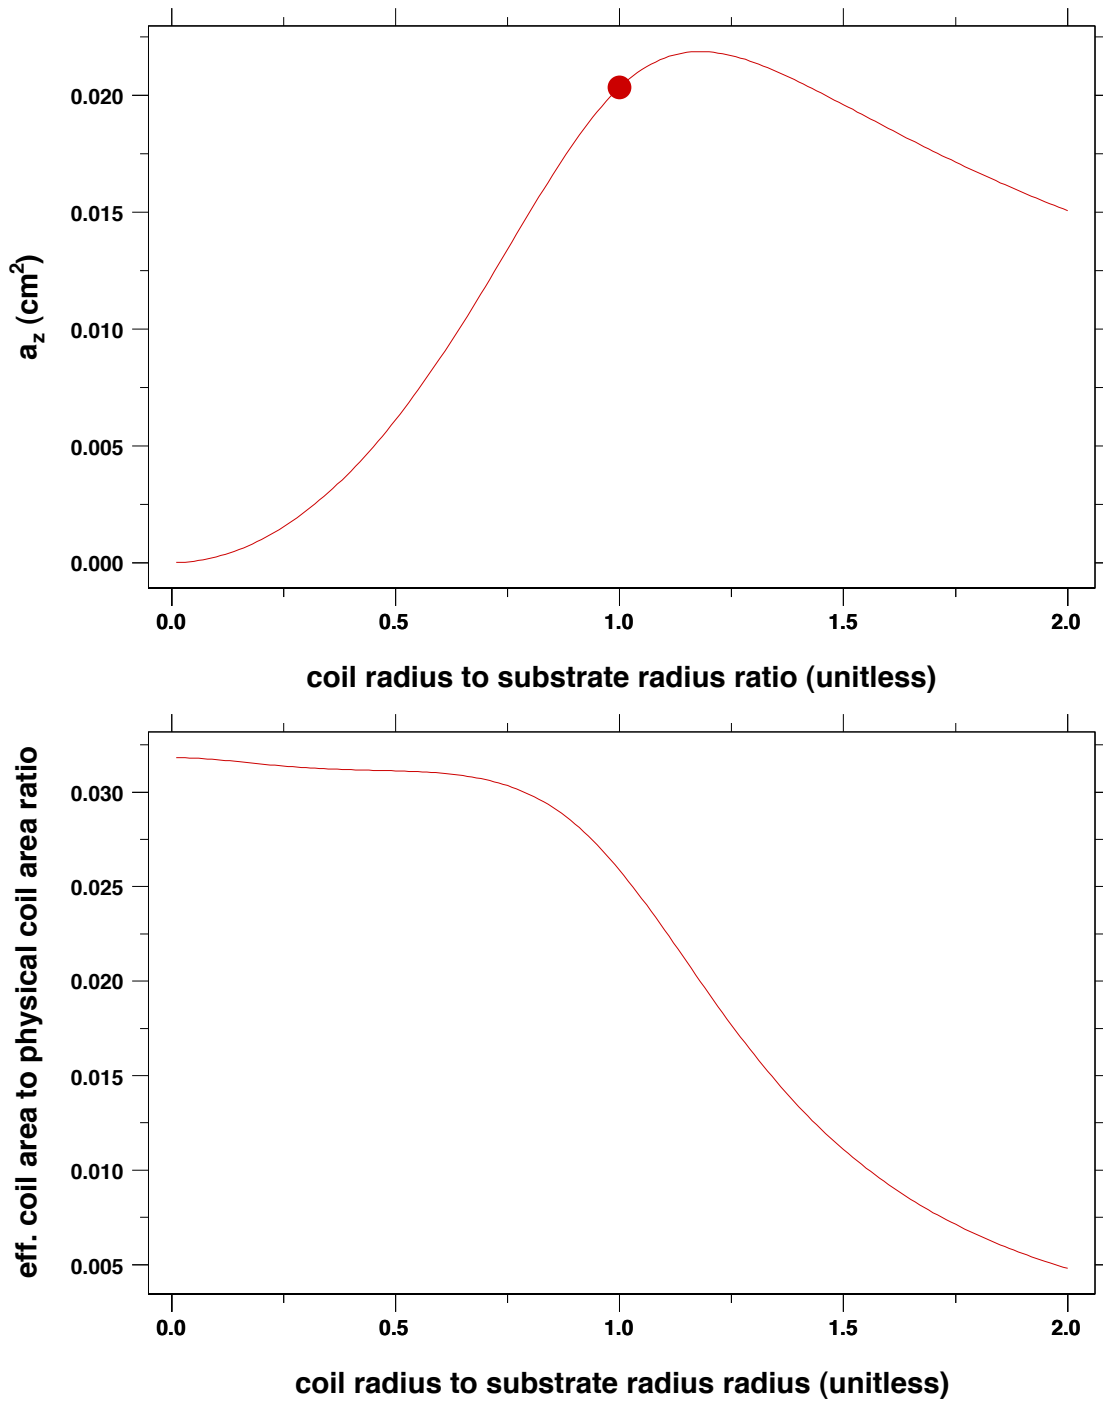 0.020
0.015
0.010
0.005
0.000
a_z (cm²)
0.0 0.5 1.0 1.5 2.0
coil radius to substrate radius ratio (unitless)
0.030
0.025
0.020
0.015
0.010
0.005
eff. coil area to physical coil area ratio
0.0 0.5 1.0 1.5 2.0
coil radius to substrate radius radius (unitless)